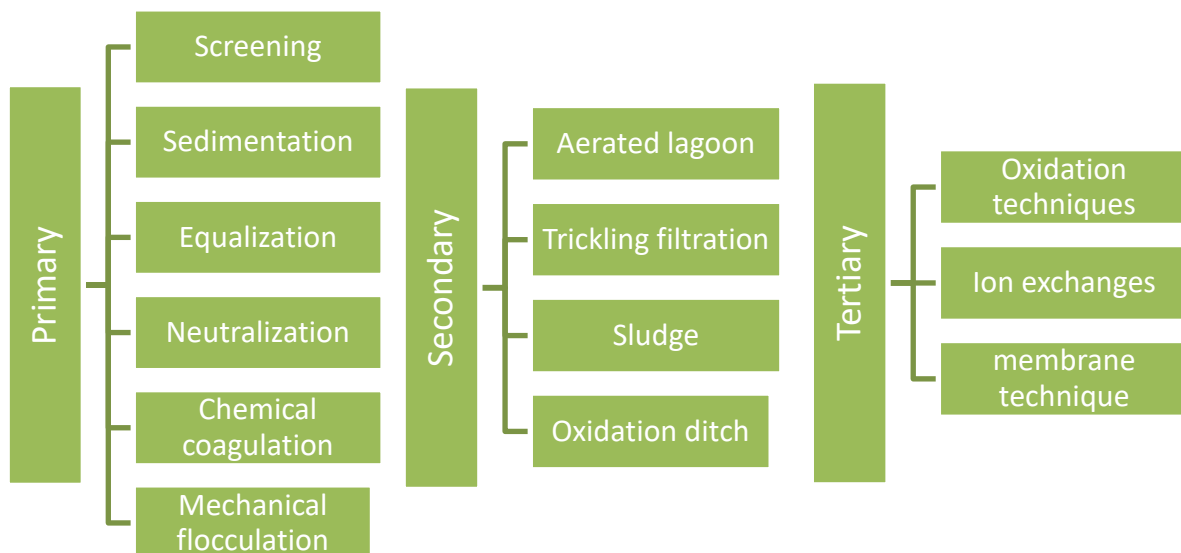 Primary
Screening
Sedimentation
Equalization
Neutralization
Chemical
coagulation
Mechanical
flocculation
Secondary
Aerated lagoon
Trickling filtration
Sludge
Oxidation ditch
Tertiary
Oxidation
techniques
Ion exchanges
membrane
technique